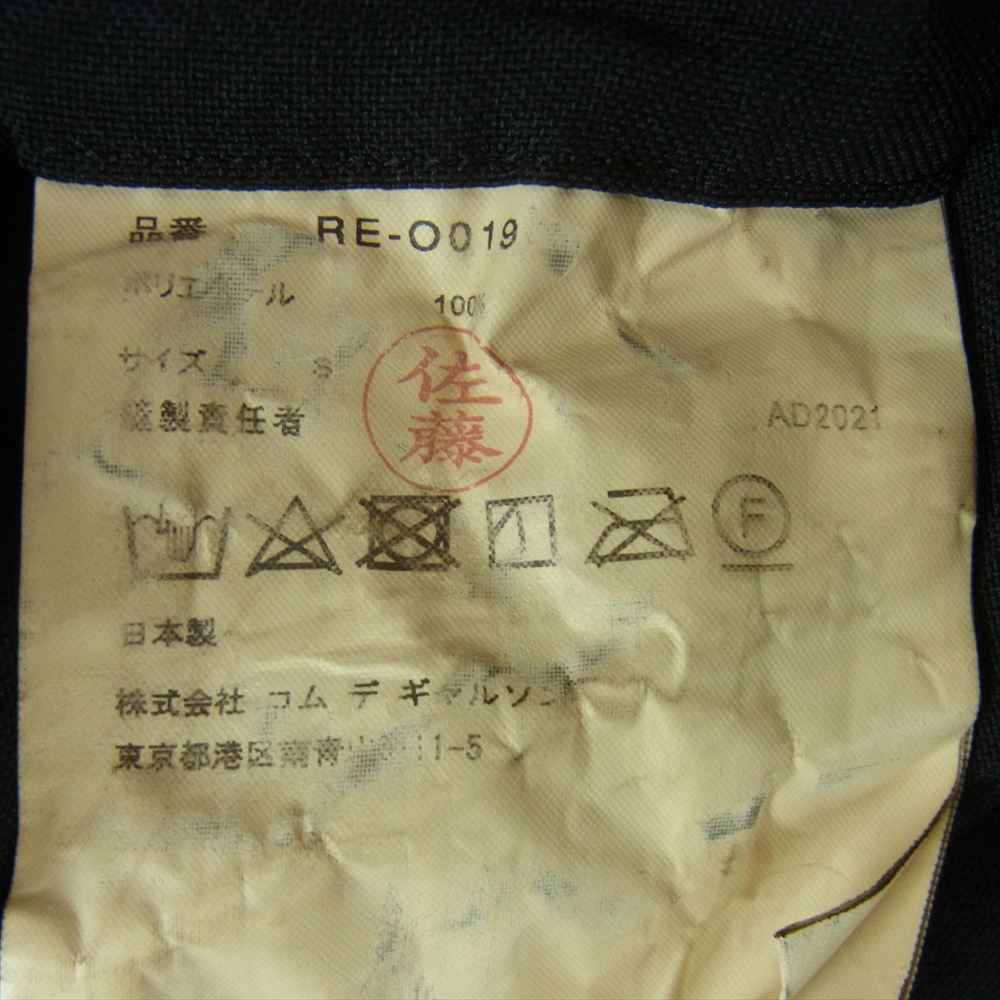 品番 RE-O019
ポリエステル 100%
サイズ S
縫製責任者 佐藤 AD2021
F
日本製
株式会社 コム デ ギャルソン
東京都港区南青山 11-5